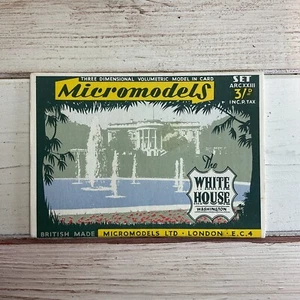 THREE DIMENSIONAL VOLUMETRIC MODEL IN CARD
Micromodels
SET
ARC XXIII
3/9
INC.P.TAX
The
WHITE
HOUSE
WASHINGTON
BRITISH MADE
MICROMODELS LTD · LONDON · E.C.4